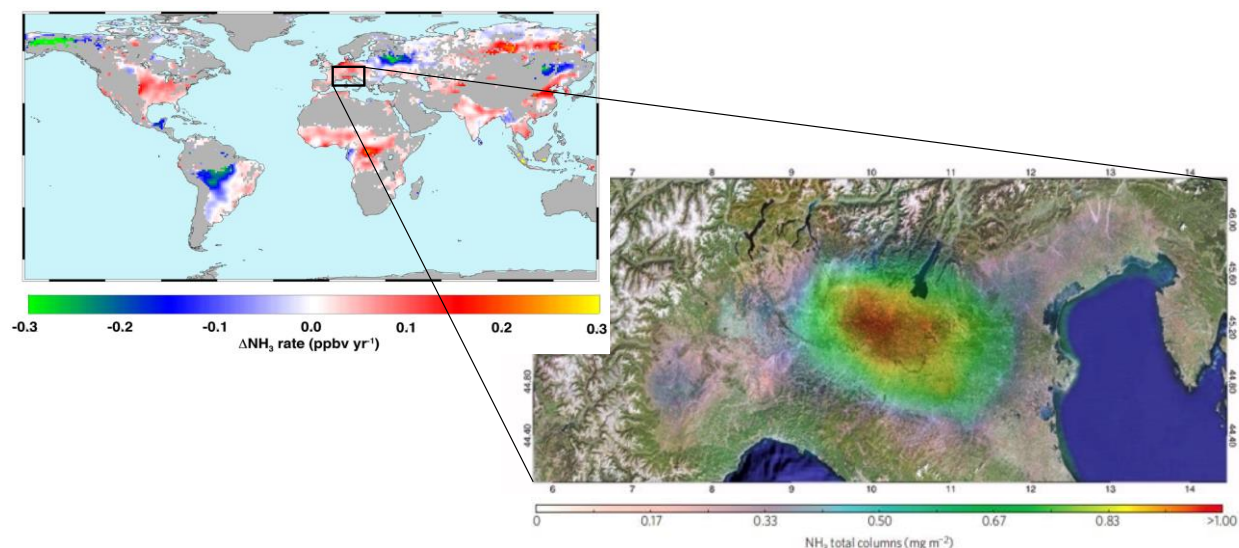 -0.3 -0.2 -0.1 0.0 0.1 0.2 0.3
ΔNH₃ rate (ppbv yr⁻¹)
7 8 9 10 11 12 13 14
46.00
45.60
45.20
44.80 44.80
44.40 44.40
6 7 8 9 10 11 12 13 14
0 0.17 0.33 0.50 0.67 0.83 >1.00
NH₃ total columns (mg m⁻²)